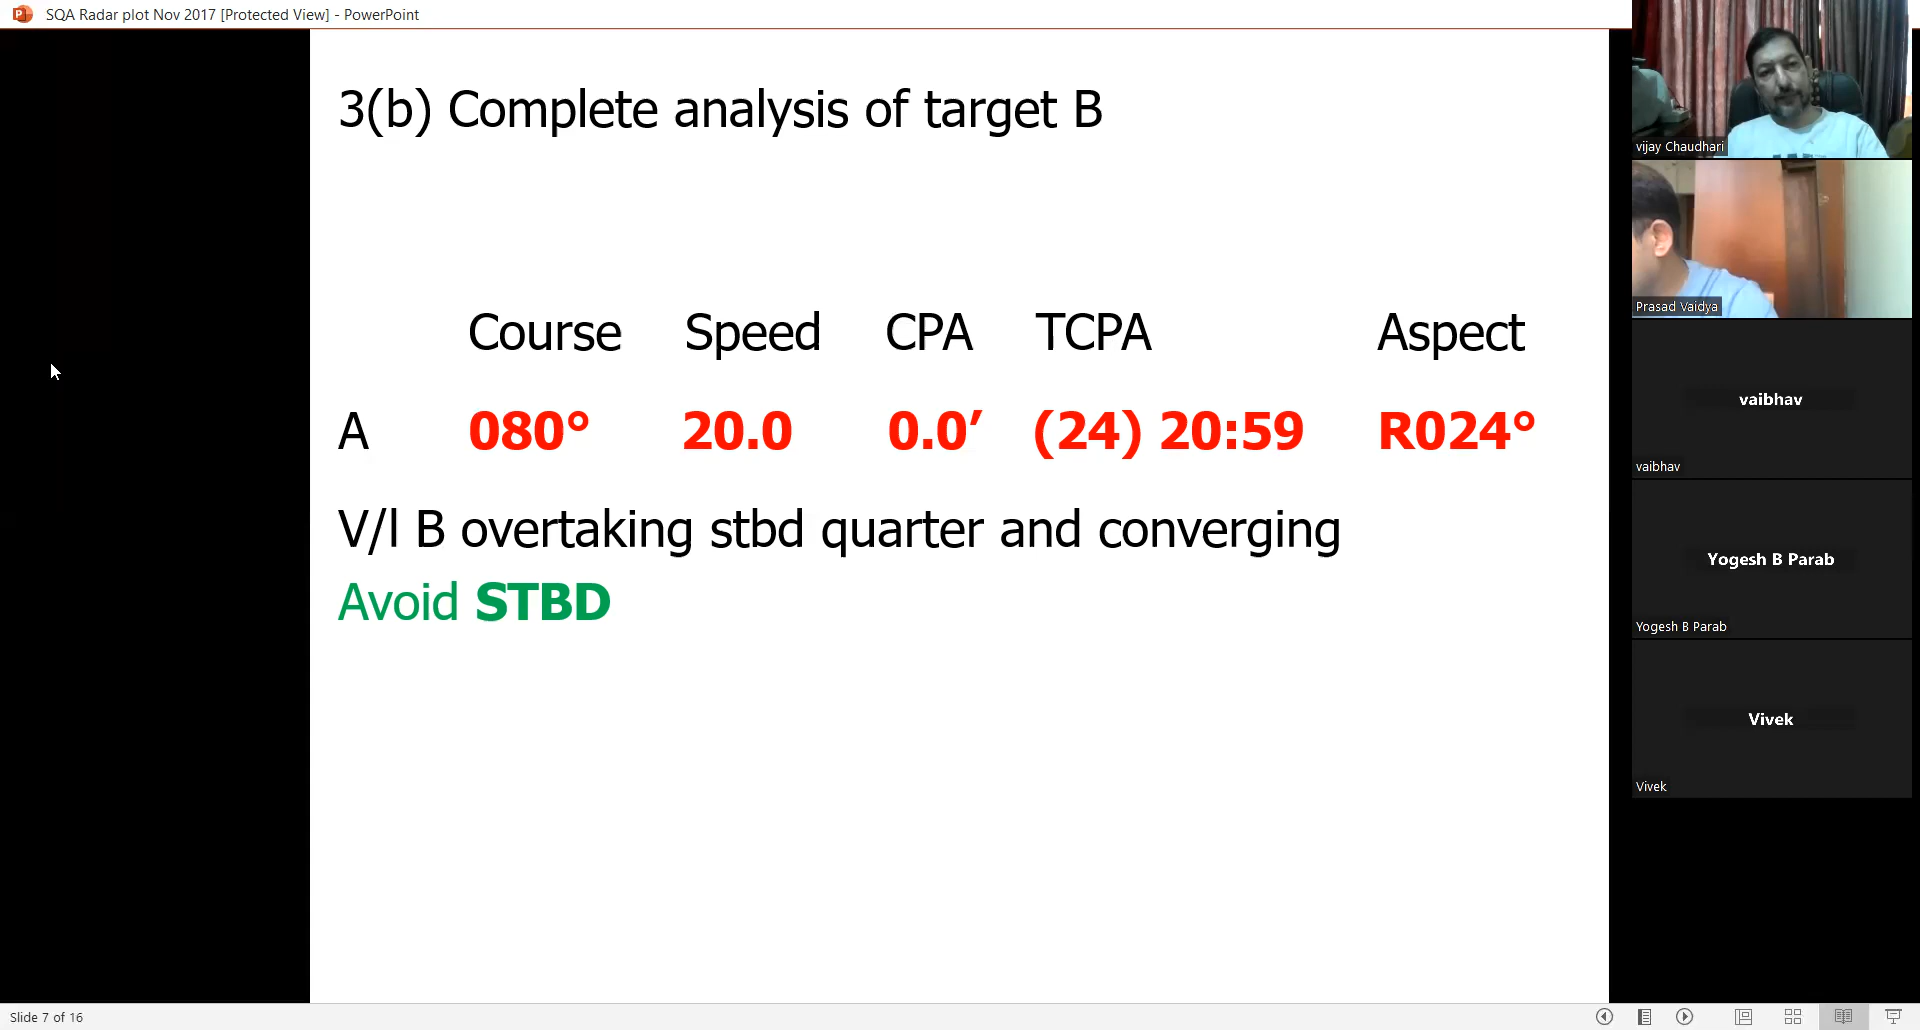 SQA Radar plot Nov 2017 [Protected View] - PowerPoint
3(b) Complete analysis of target B
Course Speed CPA TCPA Aspect
A 080° 20.0 0.0’ (24) 20:59 R024°
V/l B overtaking stbd quarter and converging
Avoid STBD
vijay Chaudhari
Prasad Vaidya
vaibhav
vaibhav
Yogesh B Parab
Yogesh B Parab
Vivek
Vivek
Slide 7 of 16